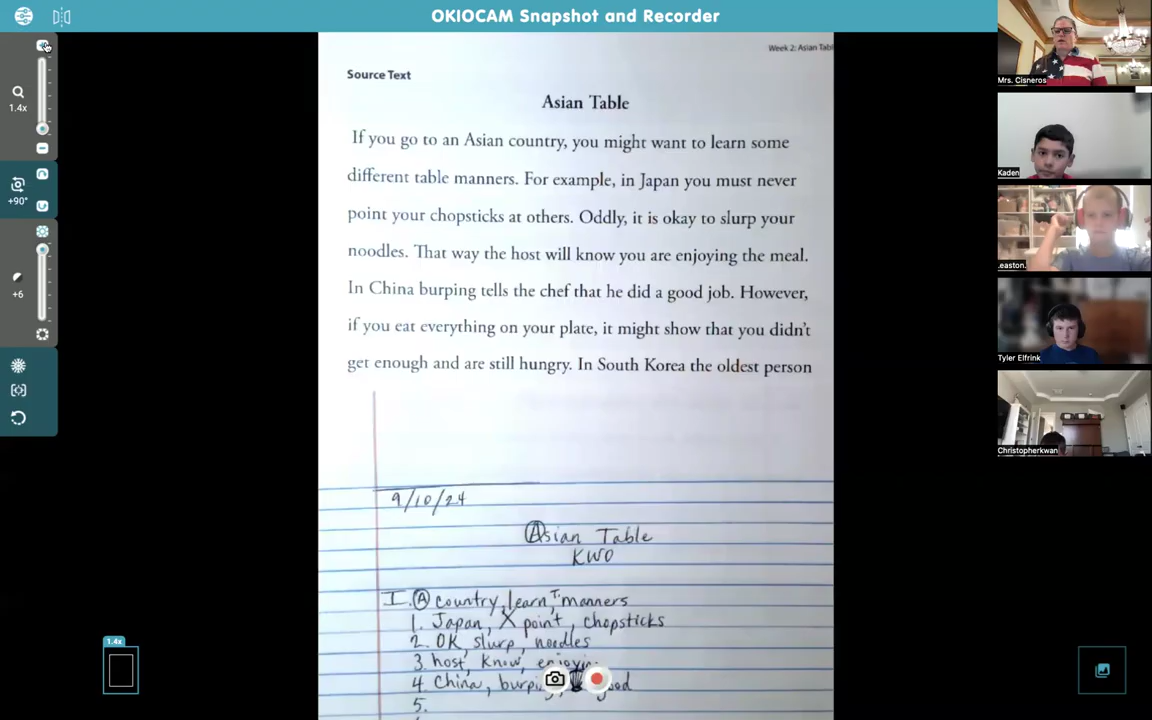 OKIOCAM Snapshot and Recorder
1.4x
+90°
+6
1.4x
Week 2: Asian Tabl
Source Text
Asian Table
If you go to an Asian country, you might want to learn some
different table manners. For example, in Japan you must never
point your chopsticks at others. Oddly, it is okay to slurp your
noodles. That way the host will know you are enjoying the meal.
In China burping tells the chef that he did a good job. However,
if you eat everything on your plate, it might show that you didn't
get enough and are still hungry. In South Korea the oldest person
9/10/24
Asian Table
KWO
I. A country, learn, T. manners
1. Japan, X point, chopsticks
2. OK, slurp, noodles
3. host, know, enjoying
4. China,
5.
Mrs. Cisneros
Kaden
.easton.
Tyler Elfrink
Christopherkwan